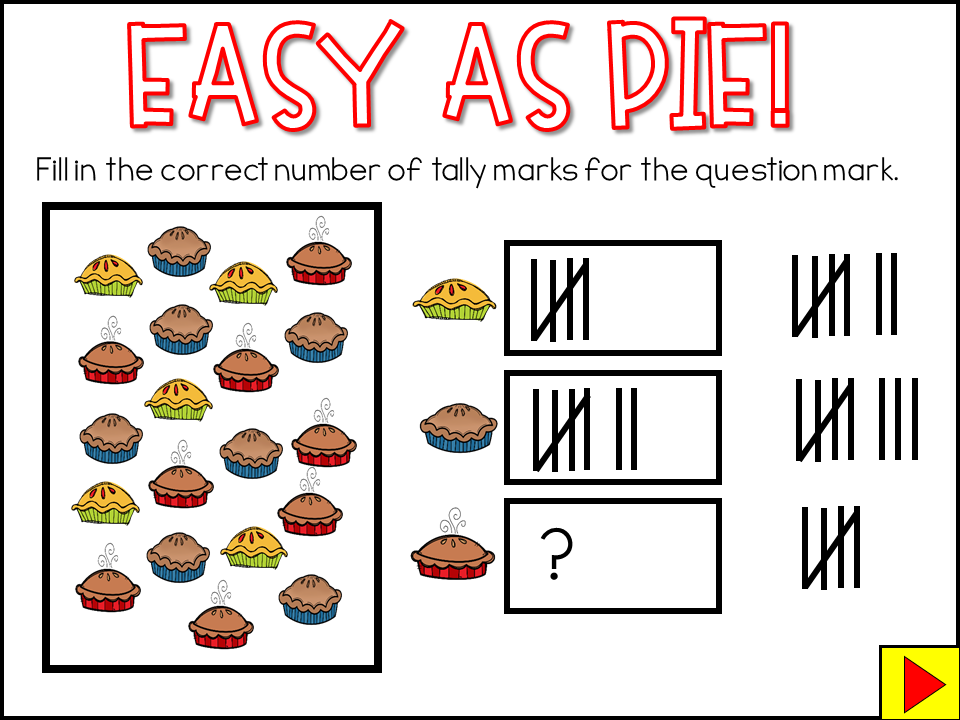 EASY AS PIE!
Fill in the correct number of tally marks for the question mark.
?